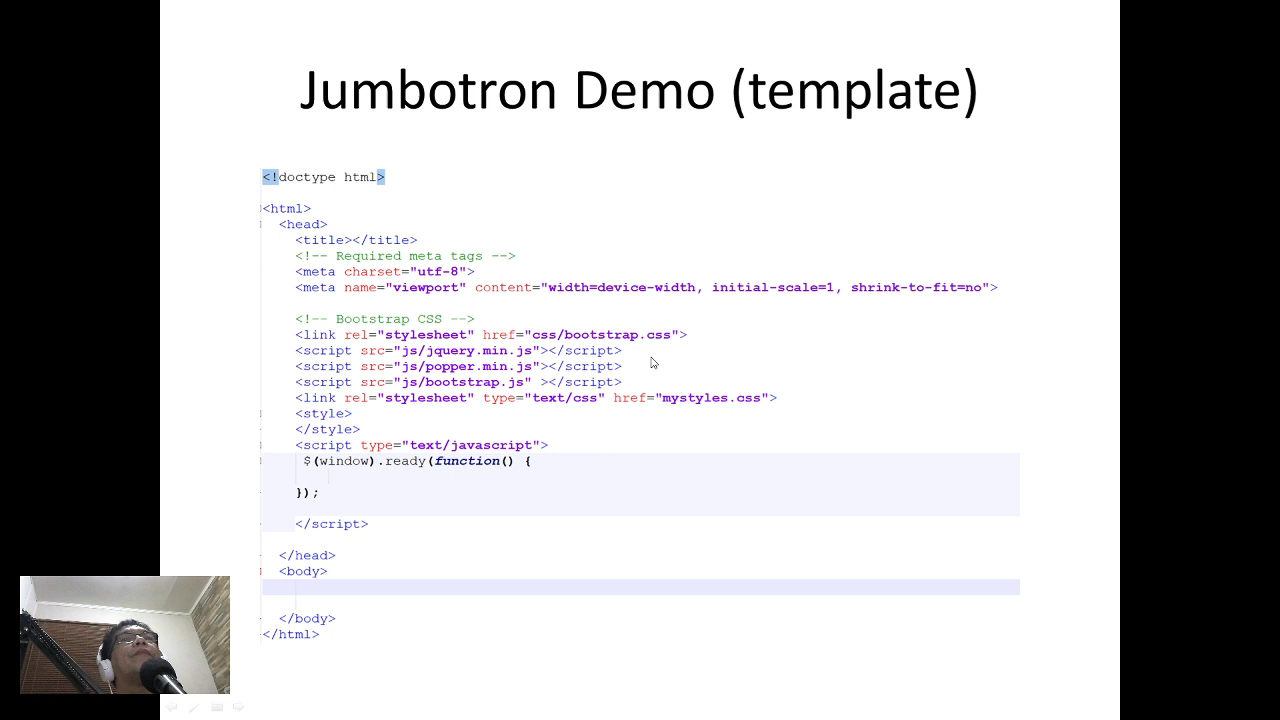 Jumbotron Demo (template)
<!doctype html>
<html>
<head>
<title></title>
<!-- Required meta tags -->
<meta charset="utf-8">
<meta name="viewport" content="width=device-width, initial-scale=1, shrink-to-fit=no">
<!-- Bootstrap CSS -->
<link rel="stylesheet" href="css/bootstrap.css">
<script src="js/jquery.min.js"></script>
<script src="js/popper.min.js"></script>
<script src="js/bootstrap.js" ></script>
<link rel="stylesheet" type="text/css" href="mystyles.css">
<style>
</style>
<script type="text/javascript">
$(window).ready(function() {
});
</script>
</head>
<body>
</body>
</html>